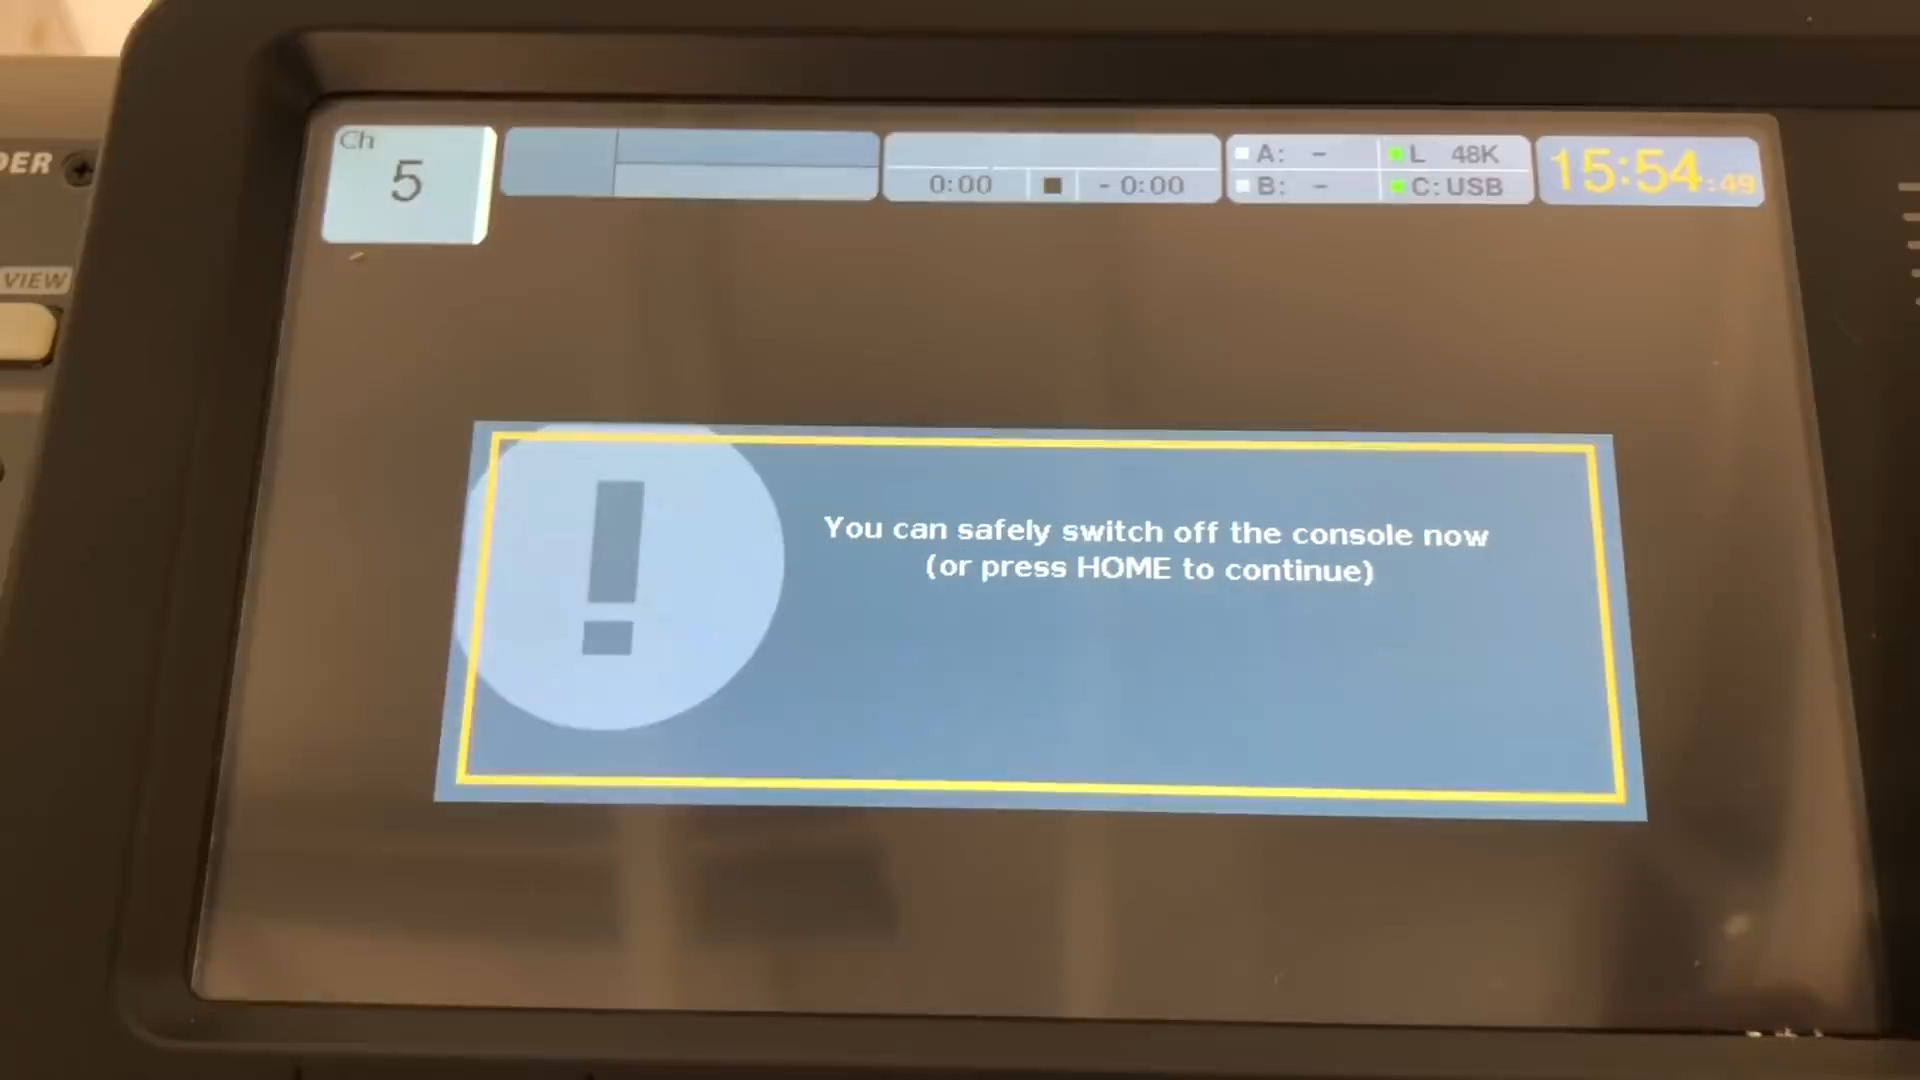 Ch
5
0:00
- 0:00
A: -
L 48K
B: -
C: USB
15:54:49
DER
VIEW
You can safely switch off the console now
(or press HOME to continue)